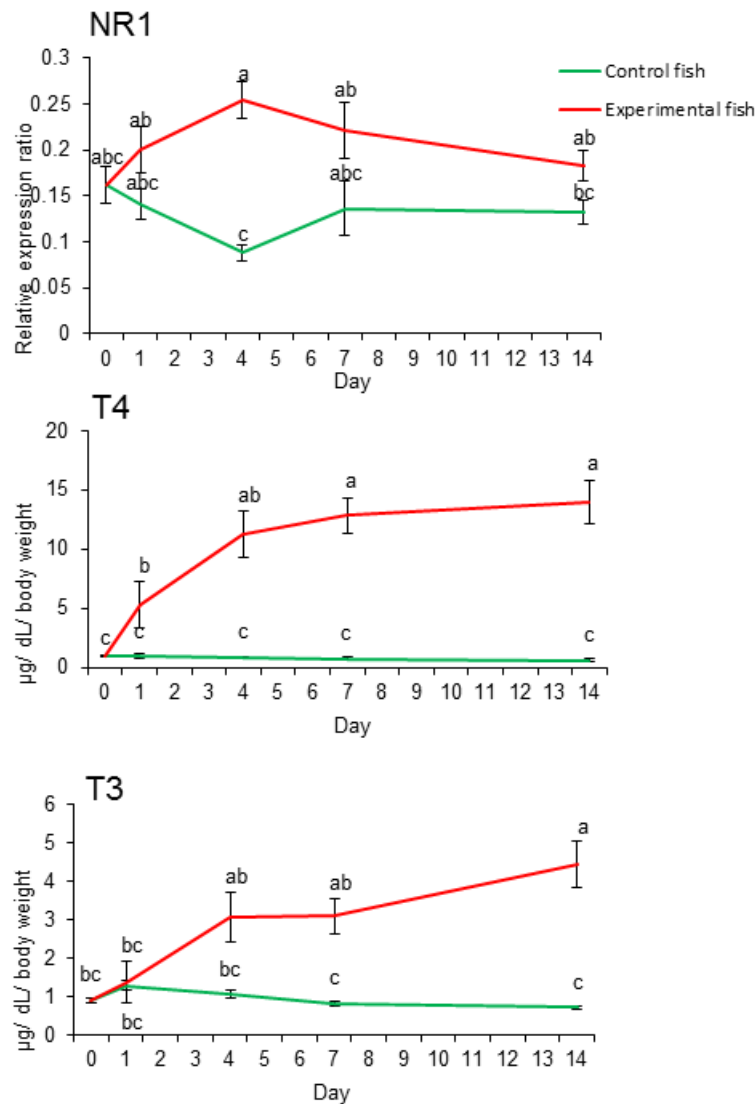 NR1
0.3
0.25
0.2
0.15
0.1
0.05
0
Relative expression ratio
abc
ab
abc
a
c
ab
abc
ab
bc
Control fish
Experimental fish
0 1 2 3 4 5 6 7 8 9 10 11 12 13 14
Day
T4
20
15
10
5
0
µg/ dL/ body weight
c
b
c
ab
c
a
c
a
c
0 1 2 3 4 5 6 7 8 9 10 11 12 13 14
Day
T3
6
5
4
3
2
1
0
µg/ dL/ body weight
bc
bc
bc
ab
bc
ab
c
a
c
0 1 2 3 4 5 6 7 8 9 10 11 12 13 14
Day